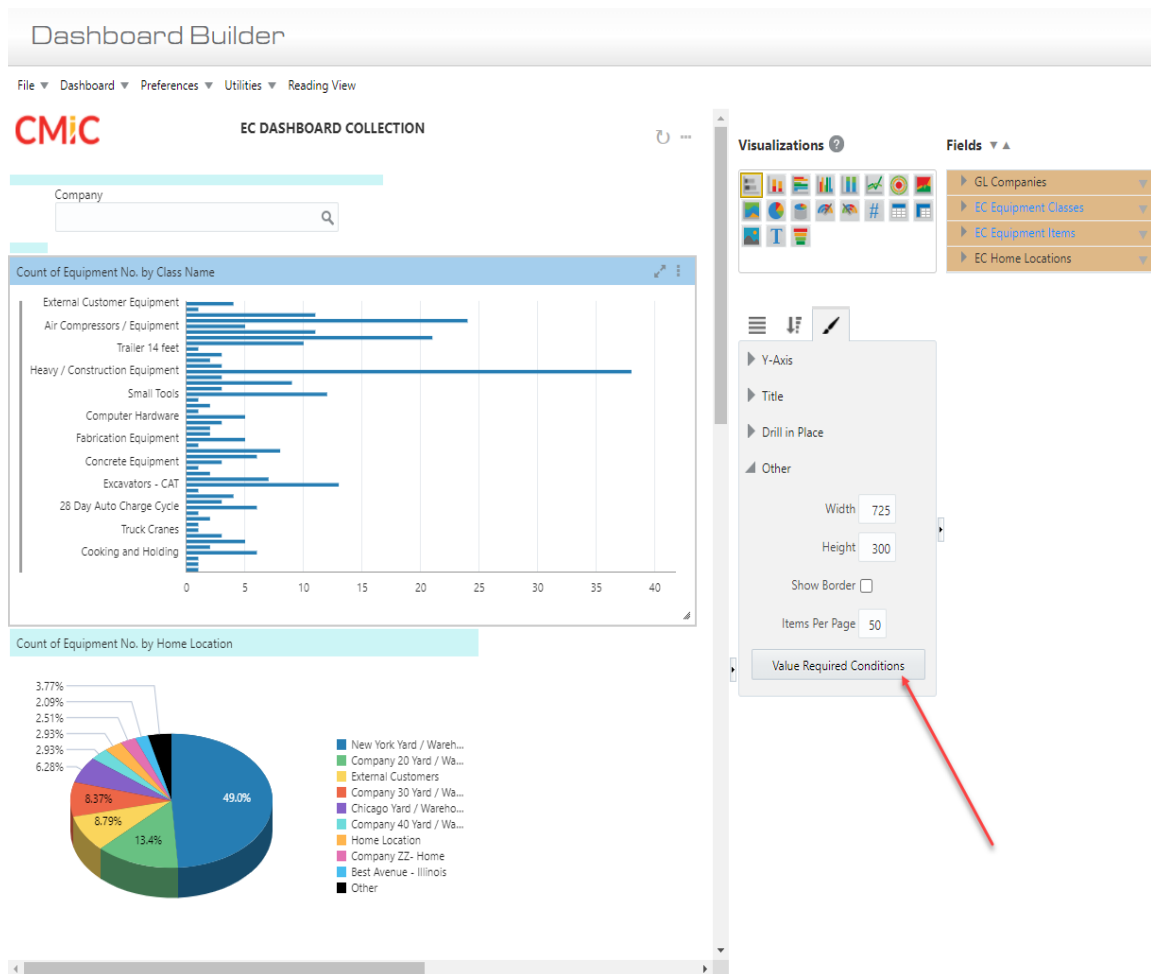 Dashboard Builder
File Dashboard Preferences Utilities Reading View
CMiC
EC DASHBOARD COLLECTION
Company
Count of Equipment No. by Class Name
External Customer Equipment
Air Compressors / Equipment
Trailer 14 feet
Heavy / Construction Equipment
Small Tools
Computer Hardware
Fabrication Equipment
Concrete Equipment
Excavators - CAT
28 Day Auto Charge Cycle
Truck Cranes
Cooking and Holding
0 5 10 15 20 25 30 35 40
Count of Equipment No. by Home Location
3.77%
2.09%
2.51%
2.93%
2.93%
6.28%
8.37%
8.79%
13.4%
49.0%
New York Yard / Wareh...
Company 20 Yard / Wa...
External Customers
Company 30 Yard / Wa...
Chicago Yard / Wareho...
Company 40 Yard / Wa...
Home Location
Company ZZ- Home
Best Avenue - Illinois
Other
Visualizations ?
#
T
Y-Axis
Title
Drill in Place
Other
Width 725
Height 300
Show Border
Items Per Page 50
Value Required Conditions
Fields
GL Companies
EC Equipment Classes
EC Equipment Items
EC Home Locations